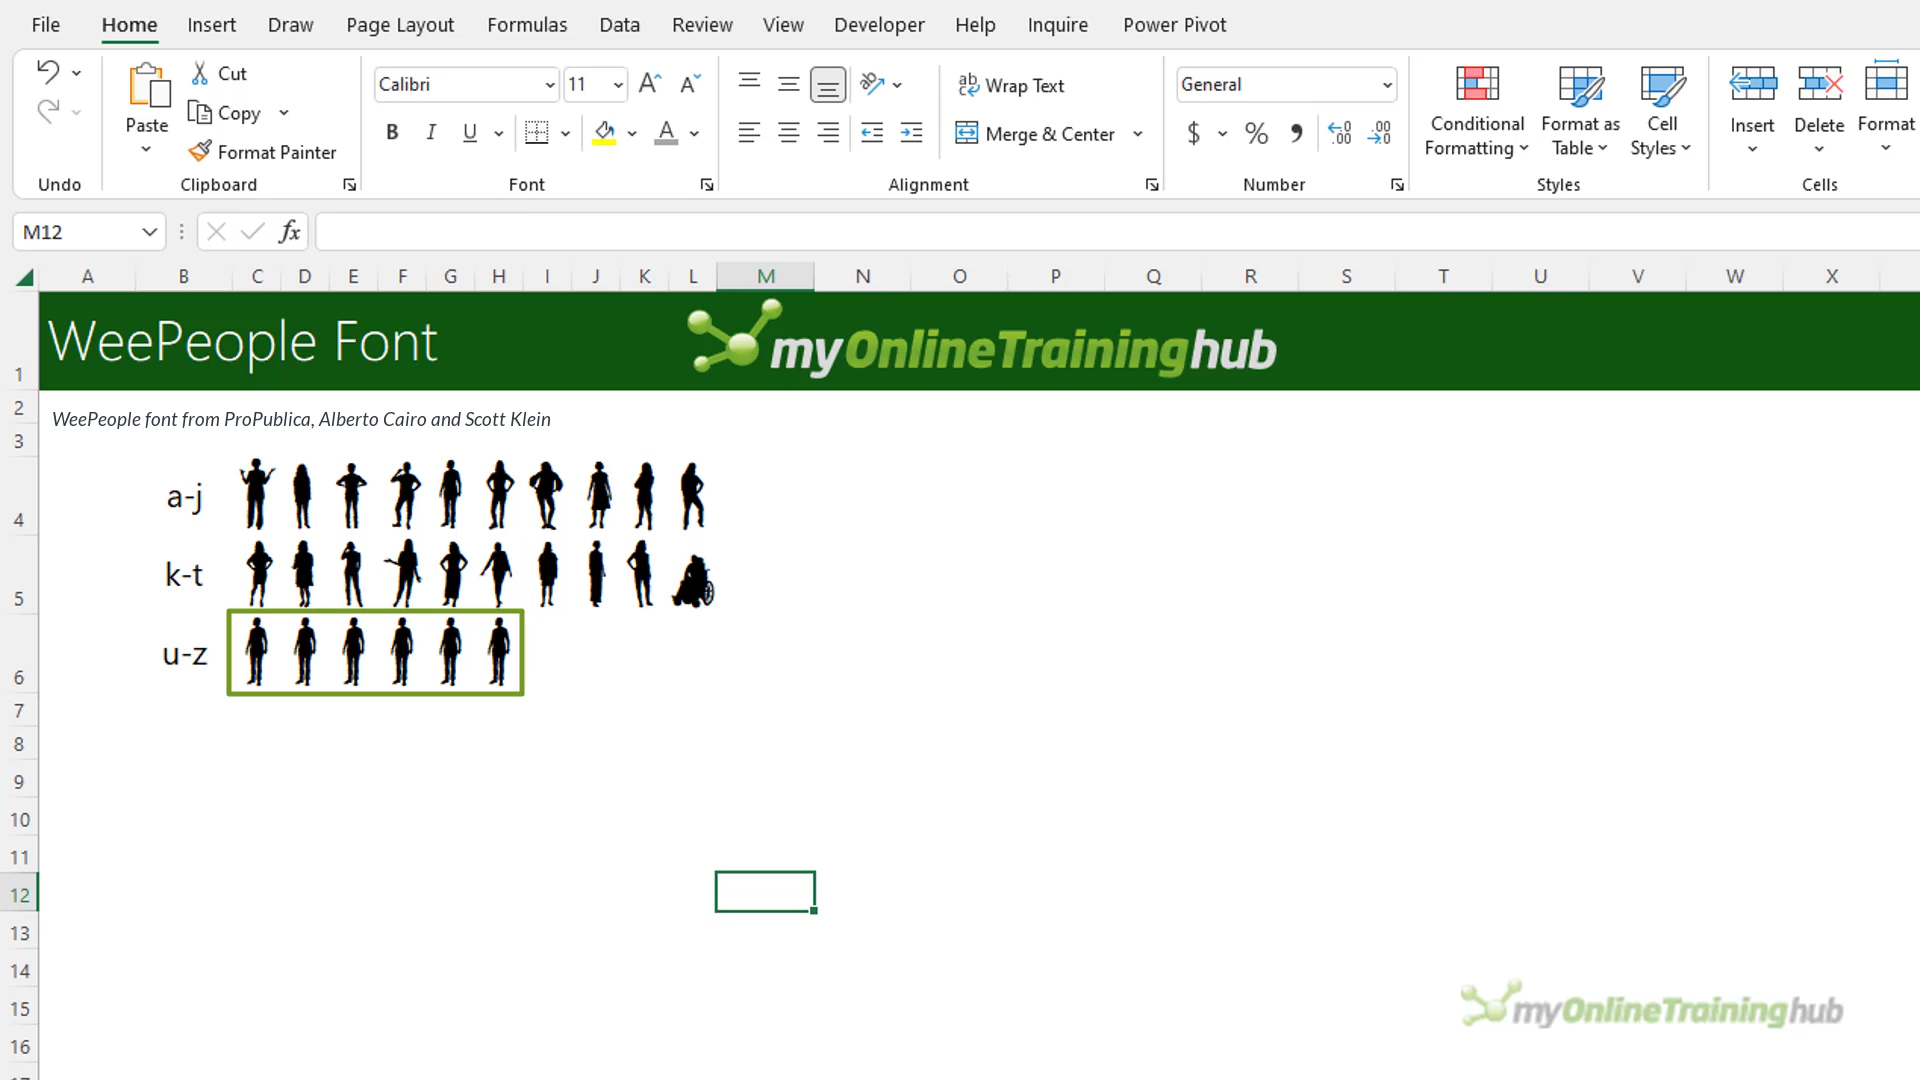 File Home Insert Draw Page Layout Formulas Data Review View Developer Help Inquire Power Pivot
Cut
Calibri 11 A A ab Wrap Text General
Copy
Paste B I U A Merge & Center $ % , Conditional Formatting Format as Table Cell Styles Insert Delete Format
Format Painter
Undo Clipboard Font Alignment Number Styles Cells
M12 fx
A B C D E F G H I J K L M N O P Q R S T U V W X
1 WeePeople Font myOnlineTraininghub
2 WeePeople font from ProPublica, Alberto Cairo and Scott Klein
3
4 a-j
5 k-t
6 u-z
7
8
9
10
11
12
13
14
15 myOnlineTraininghub
16